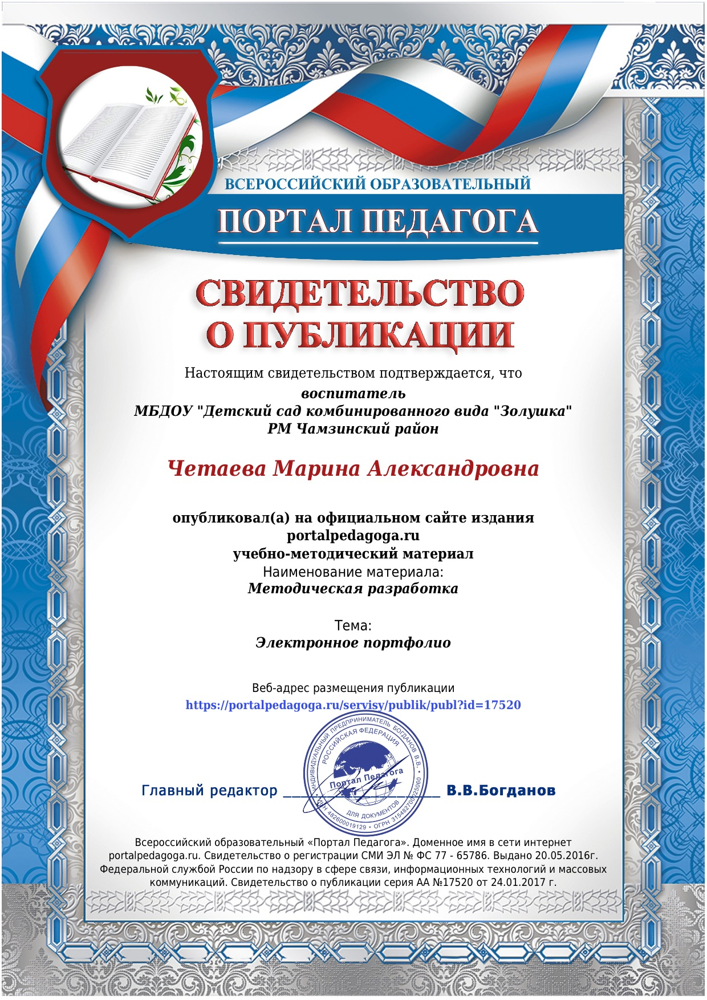 ВСЕРОССИЙСКИЙ ОБРАЗОВАТЕЛЬНЫЙ
ПОРТАЛ ПЕДАГОГА
СВИДЕТЕЛЬСТВО
О ПУБЛИКАЦИИ
Настоящим свидетельством подтверждается, что
воспитатель
МБДОУ "Детский сад комбинированного вида "Золушка"
РМ Чамзинский район
Четаева Марина Александровна
опубликовал(а) на официальном сайте издания
portalpedagoga.ru
учебно-методический материал
Наименование материала:
Методическая разработка
Тема:
Электронное портфолио
Веб-адрес размещения публикации
https://portalpedagoga.ru/servisy/publik/publ?id=17520
ИНДИВИДУАЛЬНЫЙ ПРЕДПРИНИМАТЕЛЬ БОГДАНОВ В.В.
РОССИЙСКАЯ ФЕДЕРАЦИЯ
Портал Педагога
ДЛЯ ДОКУМЕНТОВ
ИНН 482600019129 • ОГРН 315482700025060
Главный редактор ____________________ В.В.Богданов
Всероссийский образовательный «Портал Педагога». Доменное имя в сети интернет
portalpedagoga.ru. Свидетельство о регистрации СМИ ЭЛ № ФС 77 - 65786. Выдано 20.05.2016г.
Федеральной службой России по надзору в сфере связи, информационных технологий и массовых
коммуникаций. Свидетельство о публикации серия АА №17520 от 24.01.2017 г.